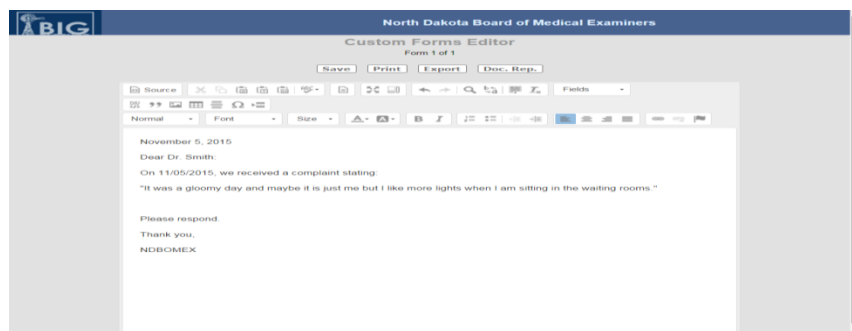 BIG
North Dakota Board of Medical Examiners
Custom Forms Editor
Form 1 of 1
Save Print Export Doc. Rep.
Source Fields
Normal Font Size A A B I
November 5, 2015
Dear Dr. Smith:
On 11/05/2015, we received a complaint stating:
"It was a gloomy day and maybe it is just me but I like more lights when I am sitting in the waiting rooms."
Please respond.
Thank you,
NDBOMEX